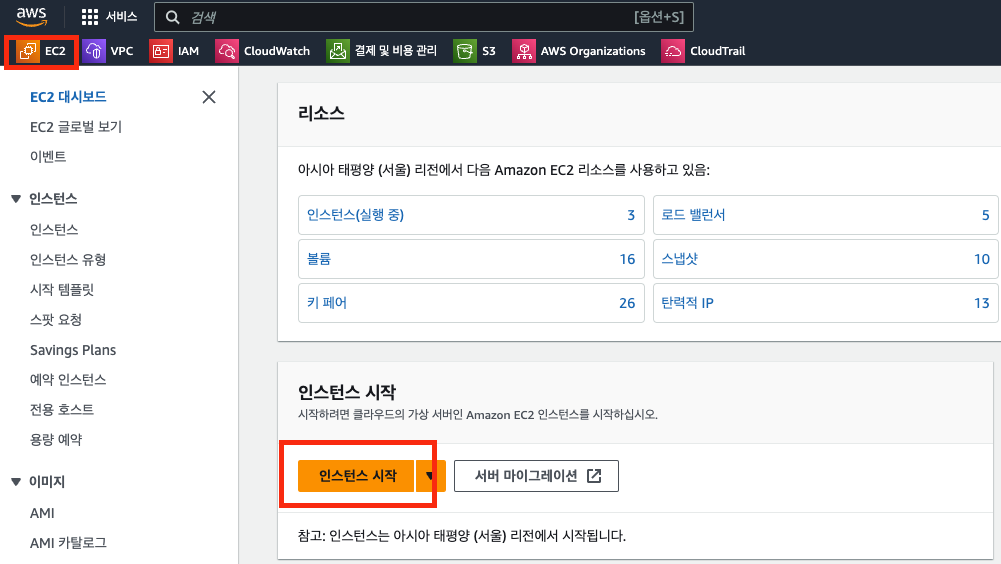 aws 서비스 검색 [옵션+S]
EC2 VPC IAM CloudWatch 결제 및 비용 관리 S3 AWS Organizations CloudTrail
EC2 대시보드
EC2 글로벌 보기
이벤트
인스턴스
인스턴스
인스턴스 유형
시작 템플릿
스팟 요청
Savings Plans
예약 인스턴스
전용 호스트
용량 예약
이미지
AMI
AMI 카탈로그
리소스
아시아 태평양 (서울) 리전에서 다음 Amazon EC2 리소스를 사용하고 있음:
인스턴스(실행 중) 3 로드 밸런서 5
볼륨 16 스냅샷 10
키 페어 26 탄력적 IP 13
인스턴스 시작
시작하려면 클라우드의 가상 서버인 Amazon EC2 인스턴스를 시작하십시오.
인스턴스 시작 서버 마이그레이션
참고: 인스턴스는 아시아 태평양 (서울) 리전에서 시작됩니다.